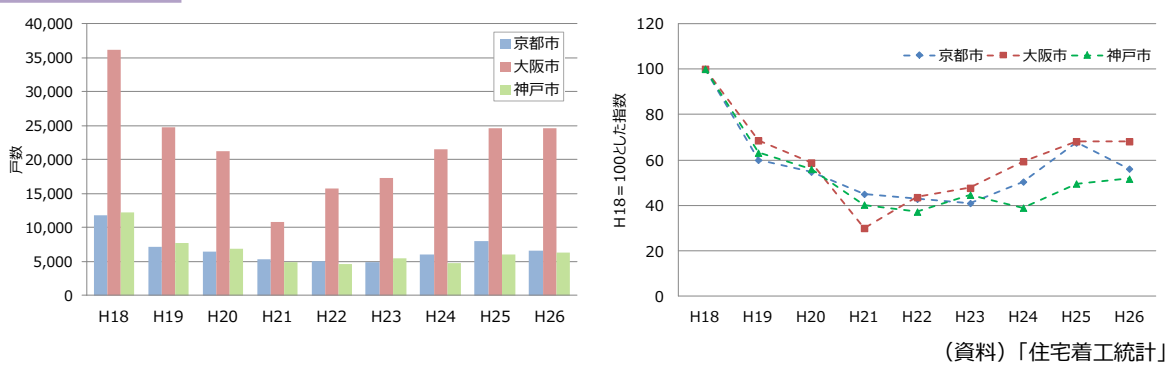 40,000
35,000
30,000
25,000
20,000
15,000
10,000
5,000
0
戸数
京都市
大阪市
神戸市
H18 H19 H20 H21 H22 H23 H24 H25 H26
120
100
80
60
40
20
0
H18＝100とした指数
京都市 大阪市 神戸市
H18 H19 H20 H21 H22 H23 H24 H25 H26
（資料）「住宅着工統計」